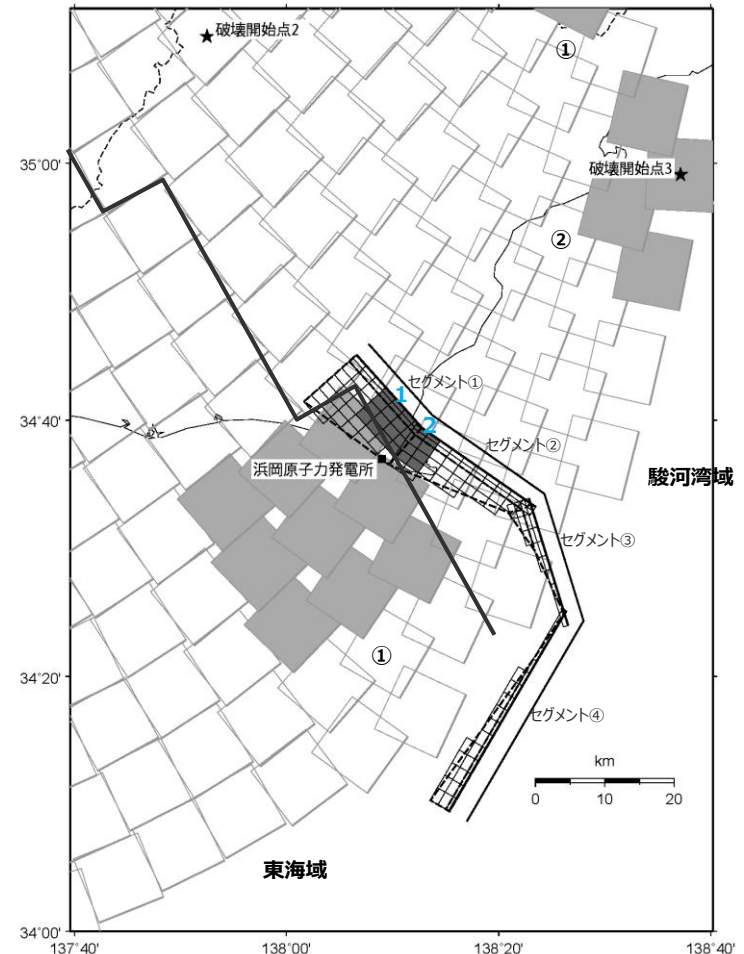 破壊開始点2
①
35°00'
破壊開始点3
②
セグメント①
1
34°40'
2
セグメント②
浜岡原子力発電所
駿河湾域
セグメント③
①
34°20'
セグメント④
km
0 10 20
東海域
34°00'
137°40' 138°00' 138°20' 138°40'